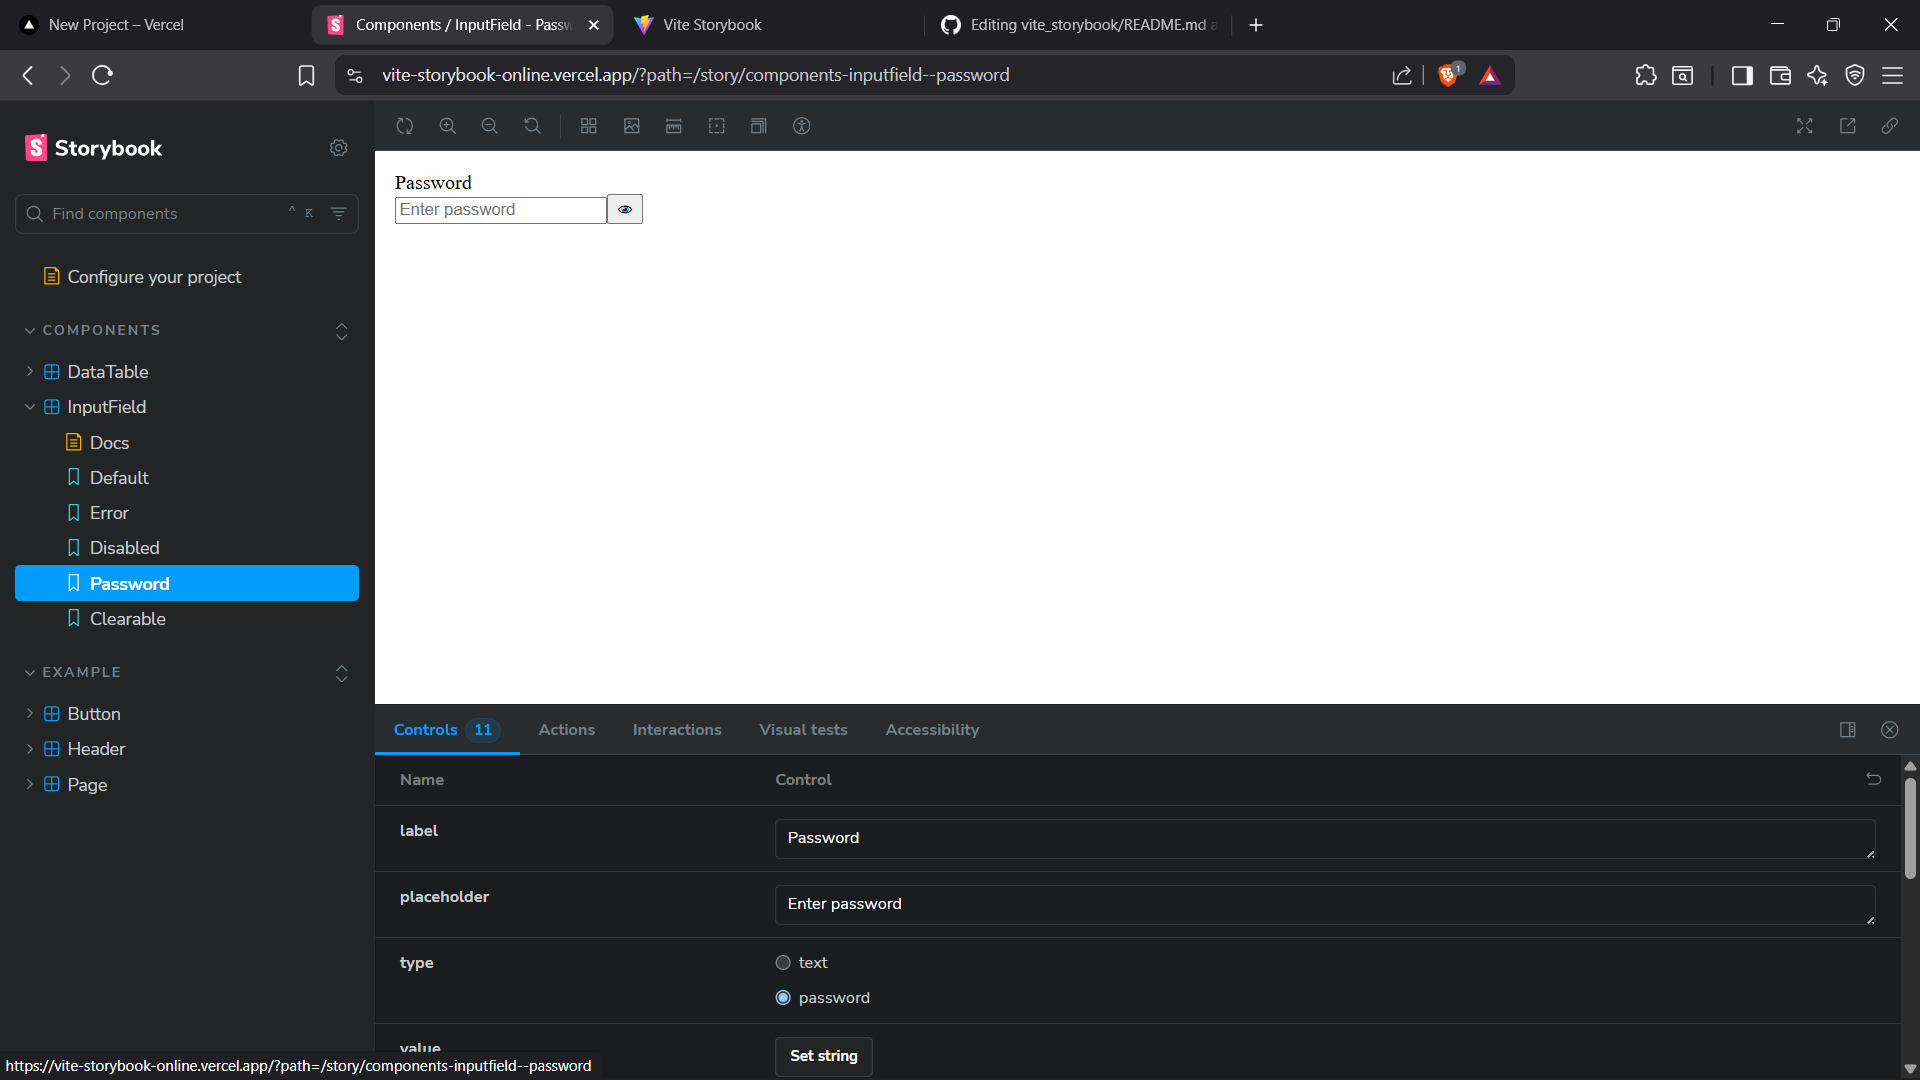 New Project – Vercel
Components / InputField - Passw
Vite Storybook
Editing vite_storybook/README.md a
vite-storybook-online.vercel.app/?path=/story/components-inputfield--password
1
Storybook
Find components
^ K
Configure your project
COMPONENTS
DataTable
InputField
Docs
Default
Error
Disabled
Password
Clearable
EXAMPLE
Button
Header
Page
Password
Enter password
Controls 11
Actions
Interactions
Visual tests
Accessibility
Name
Control
label
Password
placeholder
Enter password
type
text
password
value
Set string
https://vite-storybook-online.vercel.app/?path=/story/components-inputfield--password